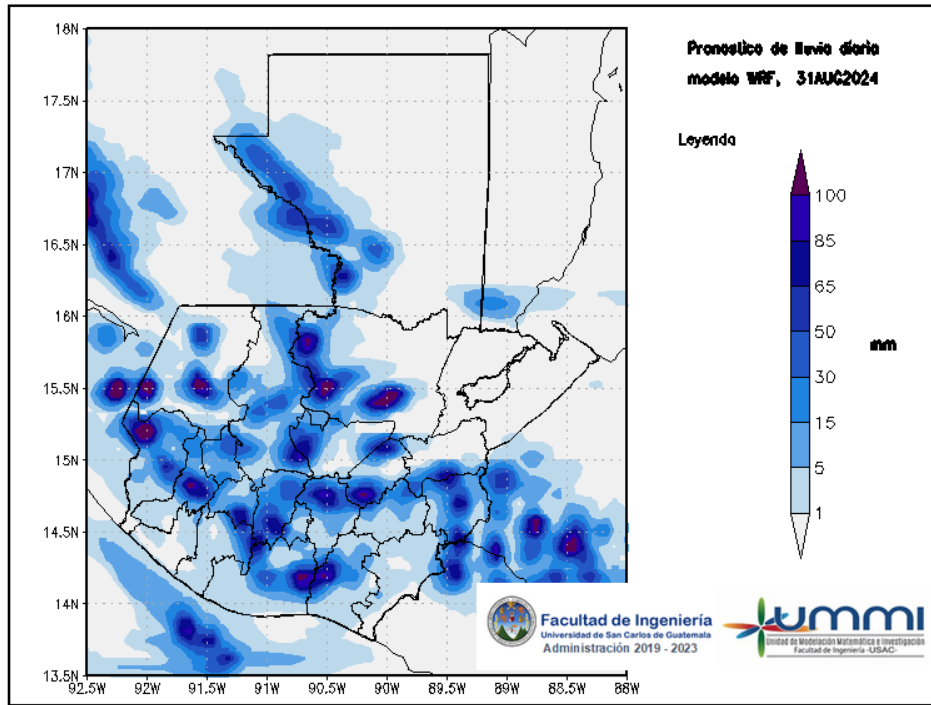 Pronostico de lluvia diaria
modelo WRF, 31AUG2024
Leyenda
100
85
65
50
30
15
5
1
mm
18N
17.5N
17N
16.5N
16N
15.5N
15N
14.5N
14N
13.5N
92.5W 92W 91.5W 91W 90.5W 90W 89.5W 89W 88.5W 88W
Facultad de Ingeniería
Universidad de San Carlos de Guatemala
Administración 2019 - 2023
UMMI
Unidad de Modelación Matemática e Investigación
Facultad de Ingeniería -USAC-